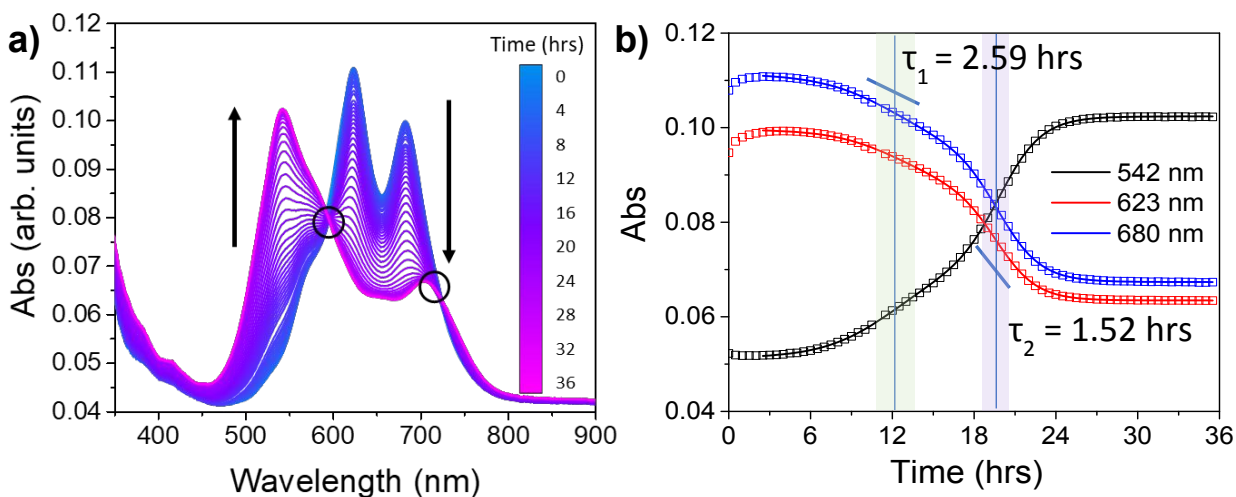 a)
Abs (arb. units)
0.12
0.11
0.10
0.09
0.08
0.07
0.06
0.05
0.04
400 500 600 700 800 900
Wavelength (nm)
Time (hrs)
0
4
8
12
16
20
24
28
32
36
b)
Abs
0.12
0.10
0.08
0.06
0.04
0 6 12 18 24 30 36
Time (hrs)
τ1 = 2.59 hrs
542 nm
623 nm
680 nm
τ2 = 1.52 hrs